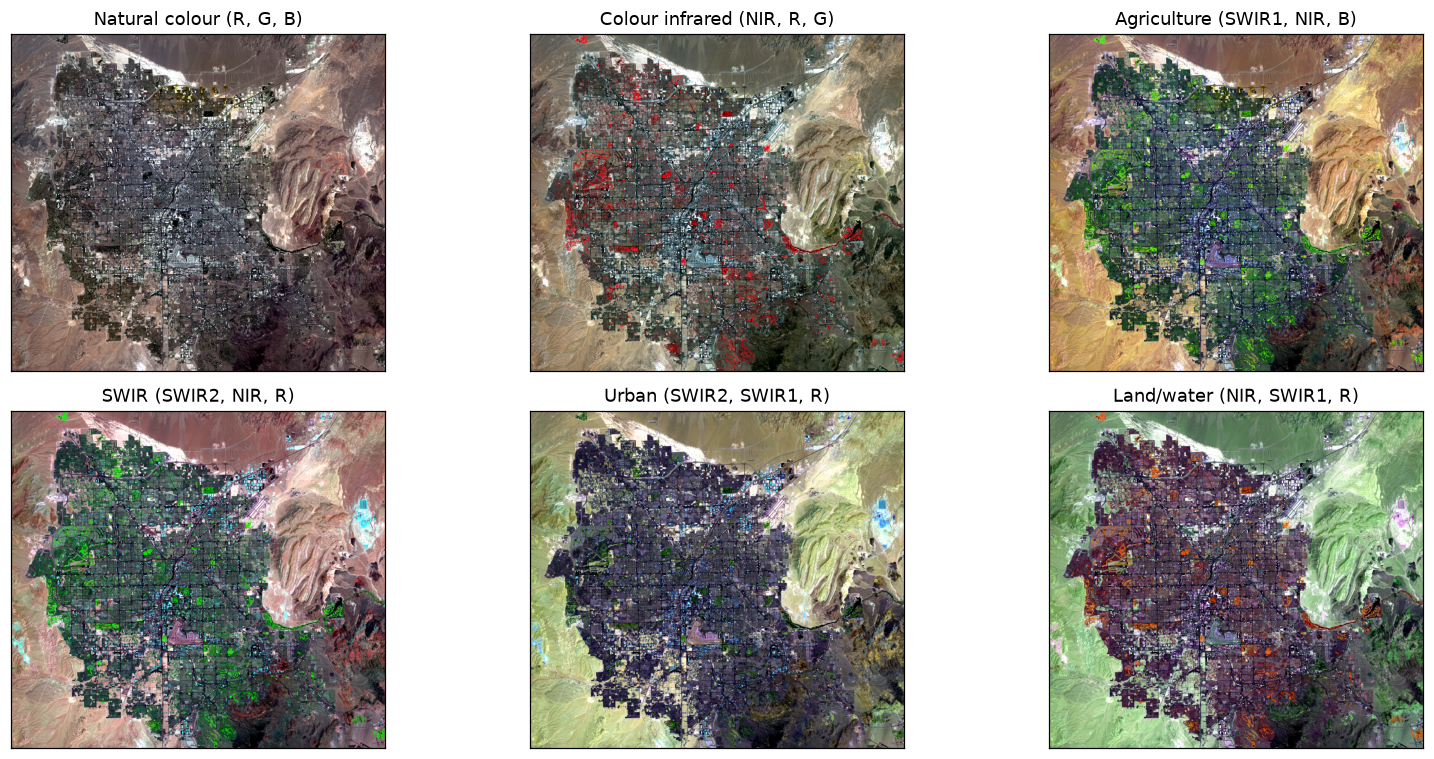 Natural colour (R, G, B)
Colour infrared (NIR, R, G)
Agriculture (SWIR1, NIR, B)
SWIR (SWIR2, NIR, R)
Urban (SWIR2, SWIR1, R)
Land/water (NIR, SWIR1, R)